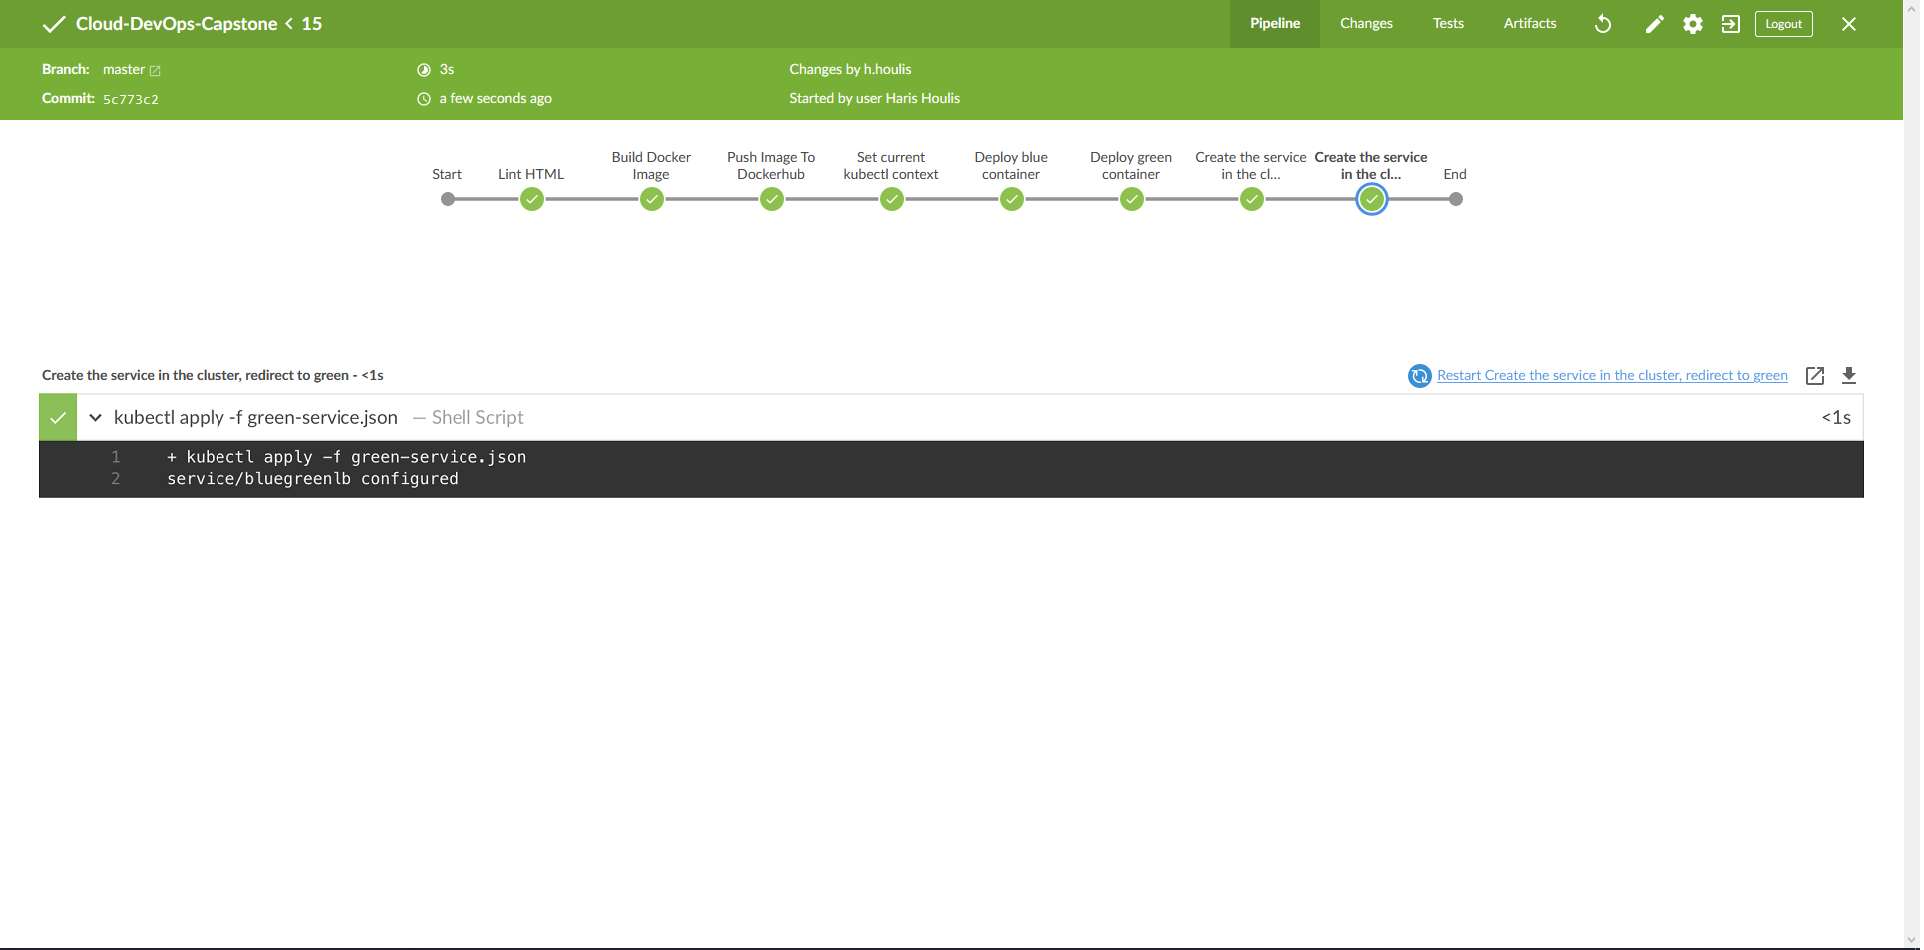 Cloud-DevOps-Capstone < 15
Pipeline
Changes
Tests
Artifacts
Logout
Branch: master
3s
Changes by h.houlis
Commit: 5c773c2
a few seconds ago
Started by user Haris Houlis
Start
Lint HTML
Build Docker
Image
Push Image To
Dockerhub
Set current
kubectl context
Deploy blue
container
Deploy green
container
Create the service
in the cl...
Create the service
in the cl...
End
Create the service in the cluster, redirect to green - <1s
Restart Create the service in the cluster, redirect to green
kubectl apply -f green-service.json — Shell Script
<1s
1 + kubectl apply -f green-service.json
2 service/bluegreenlb configured